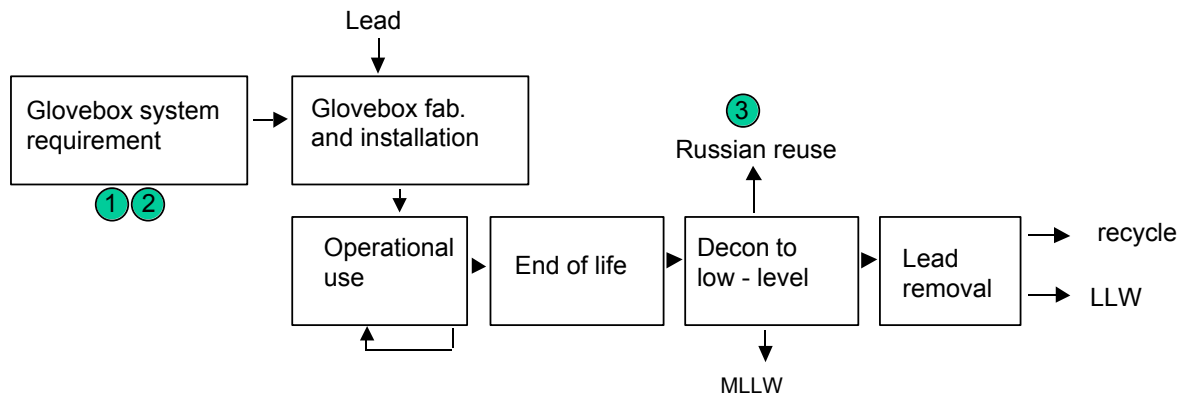 Lead
Glovebox system
requirement
Glovebox fab.
and installation
1 2
3
Russian reuse
Operational
use
End of life
Decon to
low - level
Lead
removal
recycle
LLW
MLLW